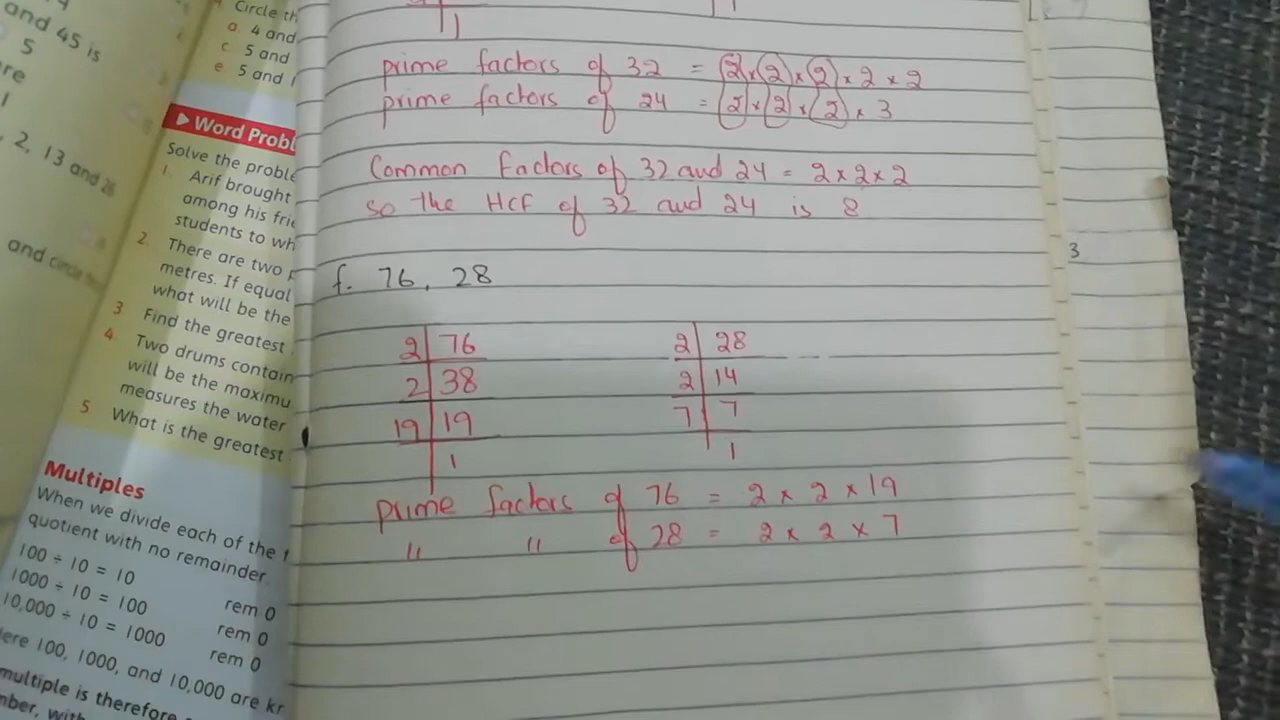 and 45 is
5
are
2, 13 and 26
and circle
Circle th
a. 4 and
c. 5 and
e. 5 and 1
Word Probl
Solve the proble
1. Arif brought
among his frie
students to wh
2. There are two p
metres. If equal
what will be the
3. Find the greatest
4. Two drums contain
will be the maximu
measures the water
5 What is the greatest
Multiples
When we divide each of the f
quotient with no remainder.
100 ÷ 10 = 10 rem 0
1000 ÷ 10 = 100 rem 0
10,000 ÷ 10 = 1000 rem 0
ere 100, 1000, and 10,000 are kr
multiple is therefore
mber, with
1
prime factors of 32 = 2 × 2 × 2 × 2 × 2
prime factors of 24 = 2 × 2 × 2 × 3
Common Factors of 32 and 24 = 2 × 2 × 2
so the HCF of 32 and 24 is 8
f. 76, 28
2 76 2 28
2 38 2 14
19 19 7 7
1 1
prime factors of 76 = 2 × 2 × 19
" " of 28 = 2 × 2 × 7
3